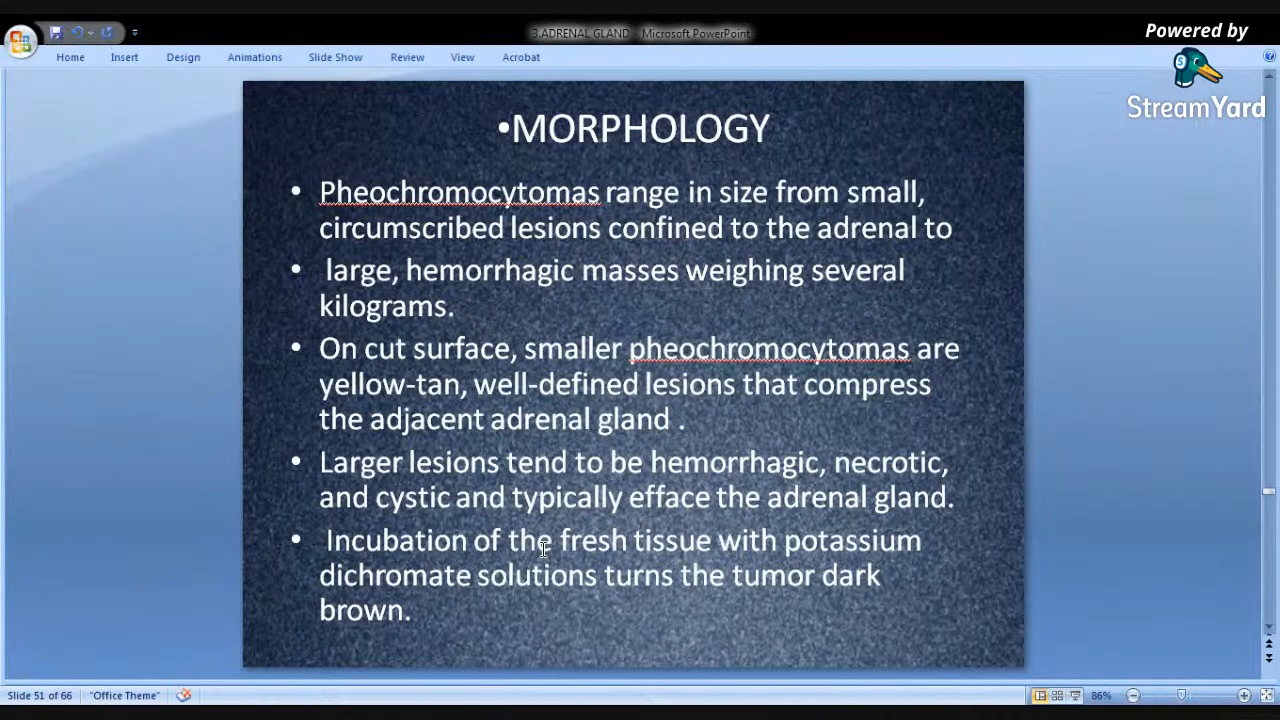 3.ADRENAL GLAND - Microsoft PowerPoint
Powered by
StreamYard
Home Insert Design Animations Slide Show Review View Acrobat
•MORPHOLOGY
• Pheochromocytomas range in size from small,
circumscribed lesions confined to the adrenal to
• large, hemorrhagic masses weighing several
kilograms.
• On cut surface, smaller pheochromocytomas are
yellow-tan, well-defined lesions that compress
the adjacent adrenal gland .
• Larger lesions tend to be hemorrhagic, necrotic,
and cystic and typically efface the adrenal gland.
• Incubation of the fresh tissue with potassium
dichromate solutions turns the tumor dark
brown.
Slide 51 of 66 "Office Theme" 86%